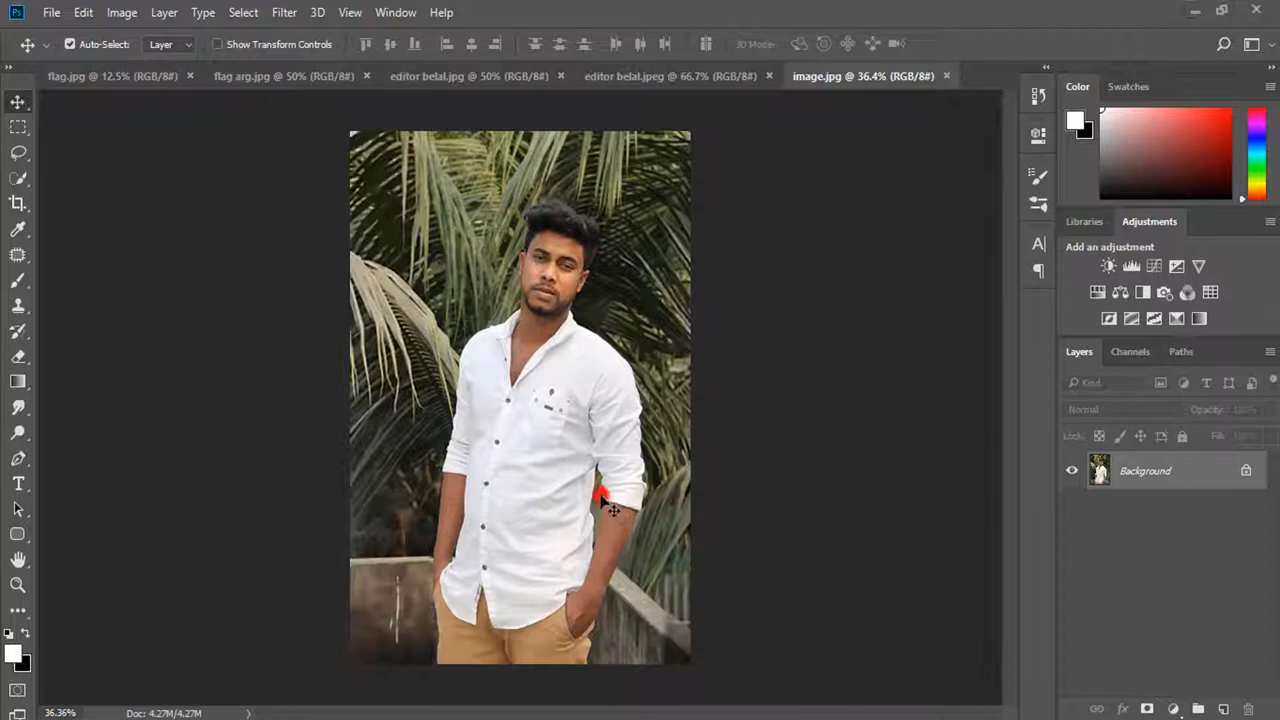 Ps File Edit Image Layer Type Select Filter 3D View Window Help
Auto-Select: Layer Show Transform Controls 3D Mode:
flag.jpg @ 12.5% (RGB/8#) × flag arg.jpg @ 50% (RGB/8#) × editor belal.jpg @ 50% (RGB/8#) × editor belal.jpeg @ 66.7% (RGB/8#) × image.jpg @ 36.4% (RGB/8#) ×
Color Swatches
Libraries Adjustments
Add an adjustment
Layers Channels Paths
Kind
Normal Opacity: 100%
Lock: Fill: 100%
Background
36.36% Doc: 4.27M/4.27M